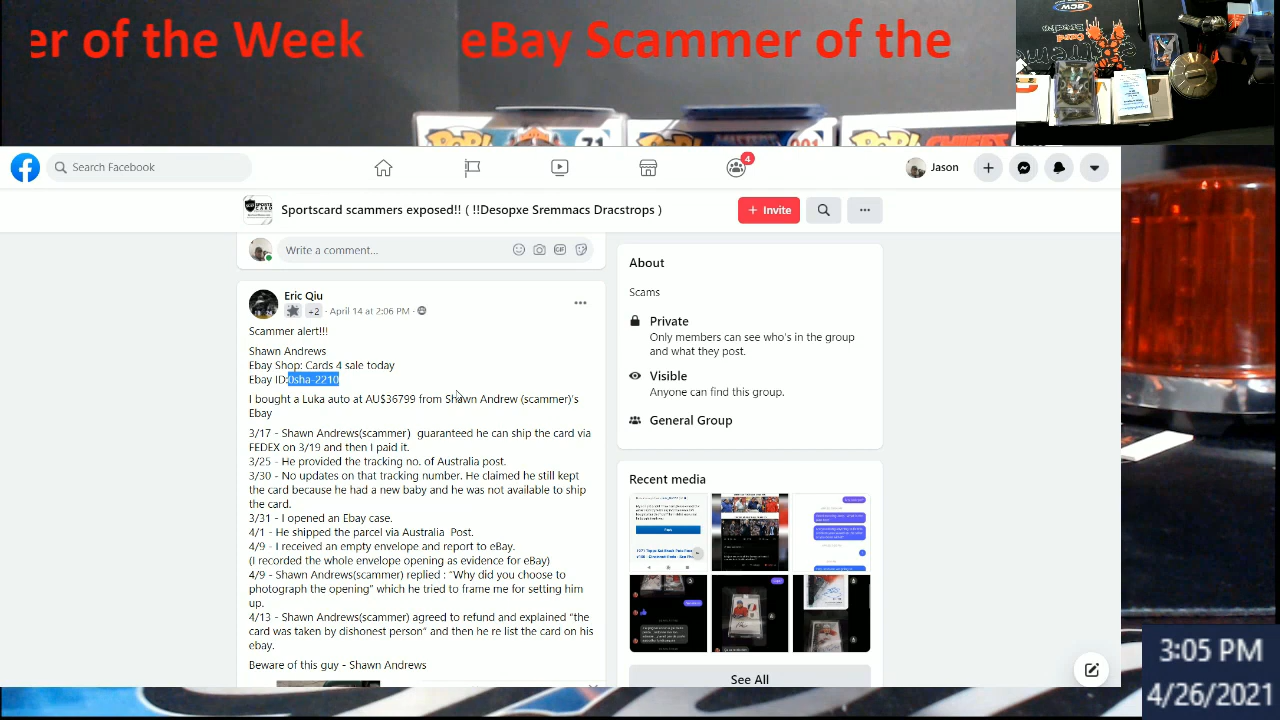 er of the Week eBay Scammer of the
Search Facebook
4
Jason
Sportscard scammers exposed!! ( !!Desopxe Sremmacs Dracstrops )
+ Invite
Write a comment...
GIF
Eric Qiu
+2 · April 14 at 2:06 PM ·
Scammer alert!!!
Shawn Andrews
Ebay Shop: Cards 4 sale today
Ebay ID:0sha-2210
I bought a Luka auto at AU$3879.99 from Shawn Andrew (scammer)'s
Ebay
3/17 - Shawn Andrews(scammer) guaranteed he can ship the card via
FEDEX on 3/19 and then I paid it.
3/25 - He provided the tracking no. of Australia post.
3/30 - No updates on that tracking number. He claimed he still kept
the card because he had a new baby and he was not available to ship
the card.
3/31 - I opened an Ebay case.
4/1 - He shipped the parcel via Australia Post.
4/9 - I received an empty envelope and report to eBay.
(I recorded the whole envelope opening as evidence for eBay)
4/9 - Shawn Andrews(scammer) replied : "Why did you choose to
photograph the opening" which he tried to frame me for setting him
up.
4/13 - Shawn Andrews(scammer) agreed to refund and explained "the
card was taken by dishonest person" and then he re list the card on his
ebay.
Beware of this guy - Shawn Andrews
About
Scams
Private
Only members can see who's in the group
and what they post.
Visible
Anyone can find this group.
General Group
Recent media
See All
3:05 PM
4/26/2021